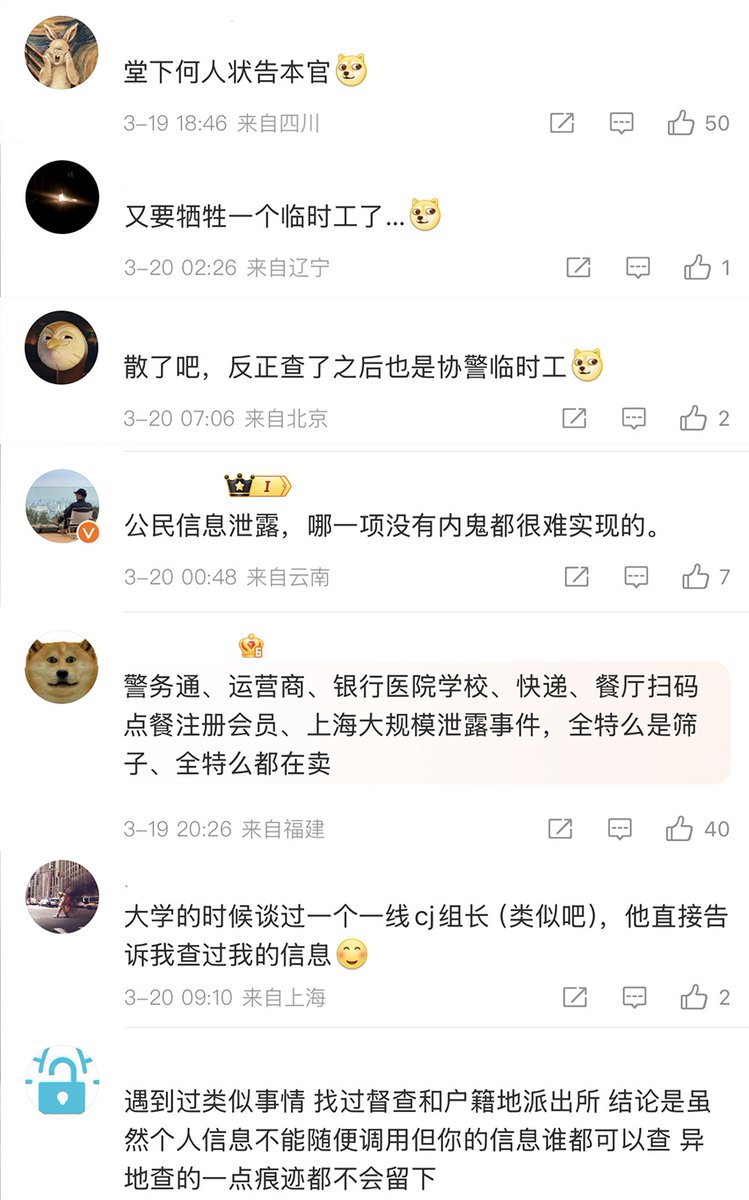 堂下何人状告本官
3-19 18:46 来自四川
50
又要牺牲一个临时工了...
3-20 02:26 来自辽宁
1
散了吧，反正查了之后也是协警临时工
3-20 07:06 来自北京
2
I
公民信息泄露，哪一项没有内鬼都很难实现的。
3-20 00:48 来自云南
7
6
警务通、运营商、银行医院学校、快递、餐厅扫码
点餐注册会员、上海大规模泄露事件，全特么是筛
子、全特么都在卖
3-19 20:26 来自福建
40
大学的时候谈过一个一线cj组长（类似吧），他直接告
诉我查过我的信息
3-20 09:10 来自上海
2
遇到过类似事情 找过督查和户籍地派出所 结论是虽
然个人信息不能随便调用但你的信息谁都可以查 异
地查的一点痕迹都不会留下